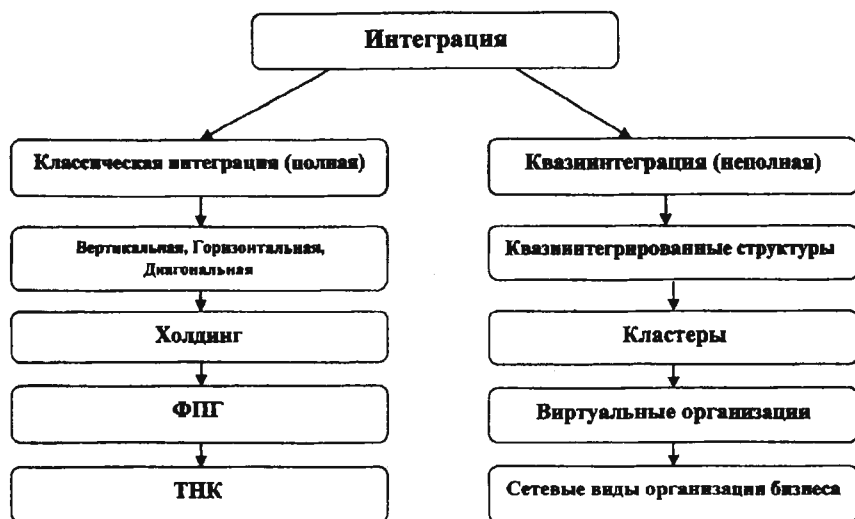 Интеграция
Классическая интеграция (полная)
Вертикальная, Горизонтальная,
Диагональная
Холдинг
ФПГ
ТНК
Квазиинтеграция (неполная)
Квазиинтегрированные структуры
Кластеры
Виртуальные организации
Сетевые виды организации бизнеса